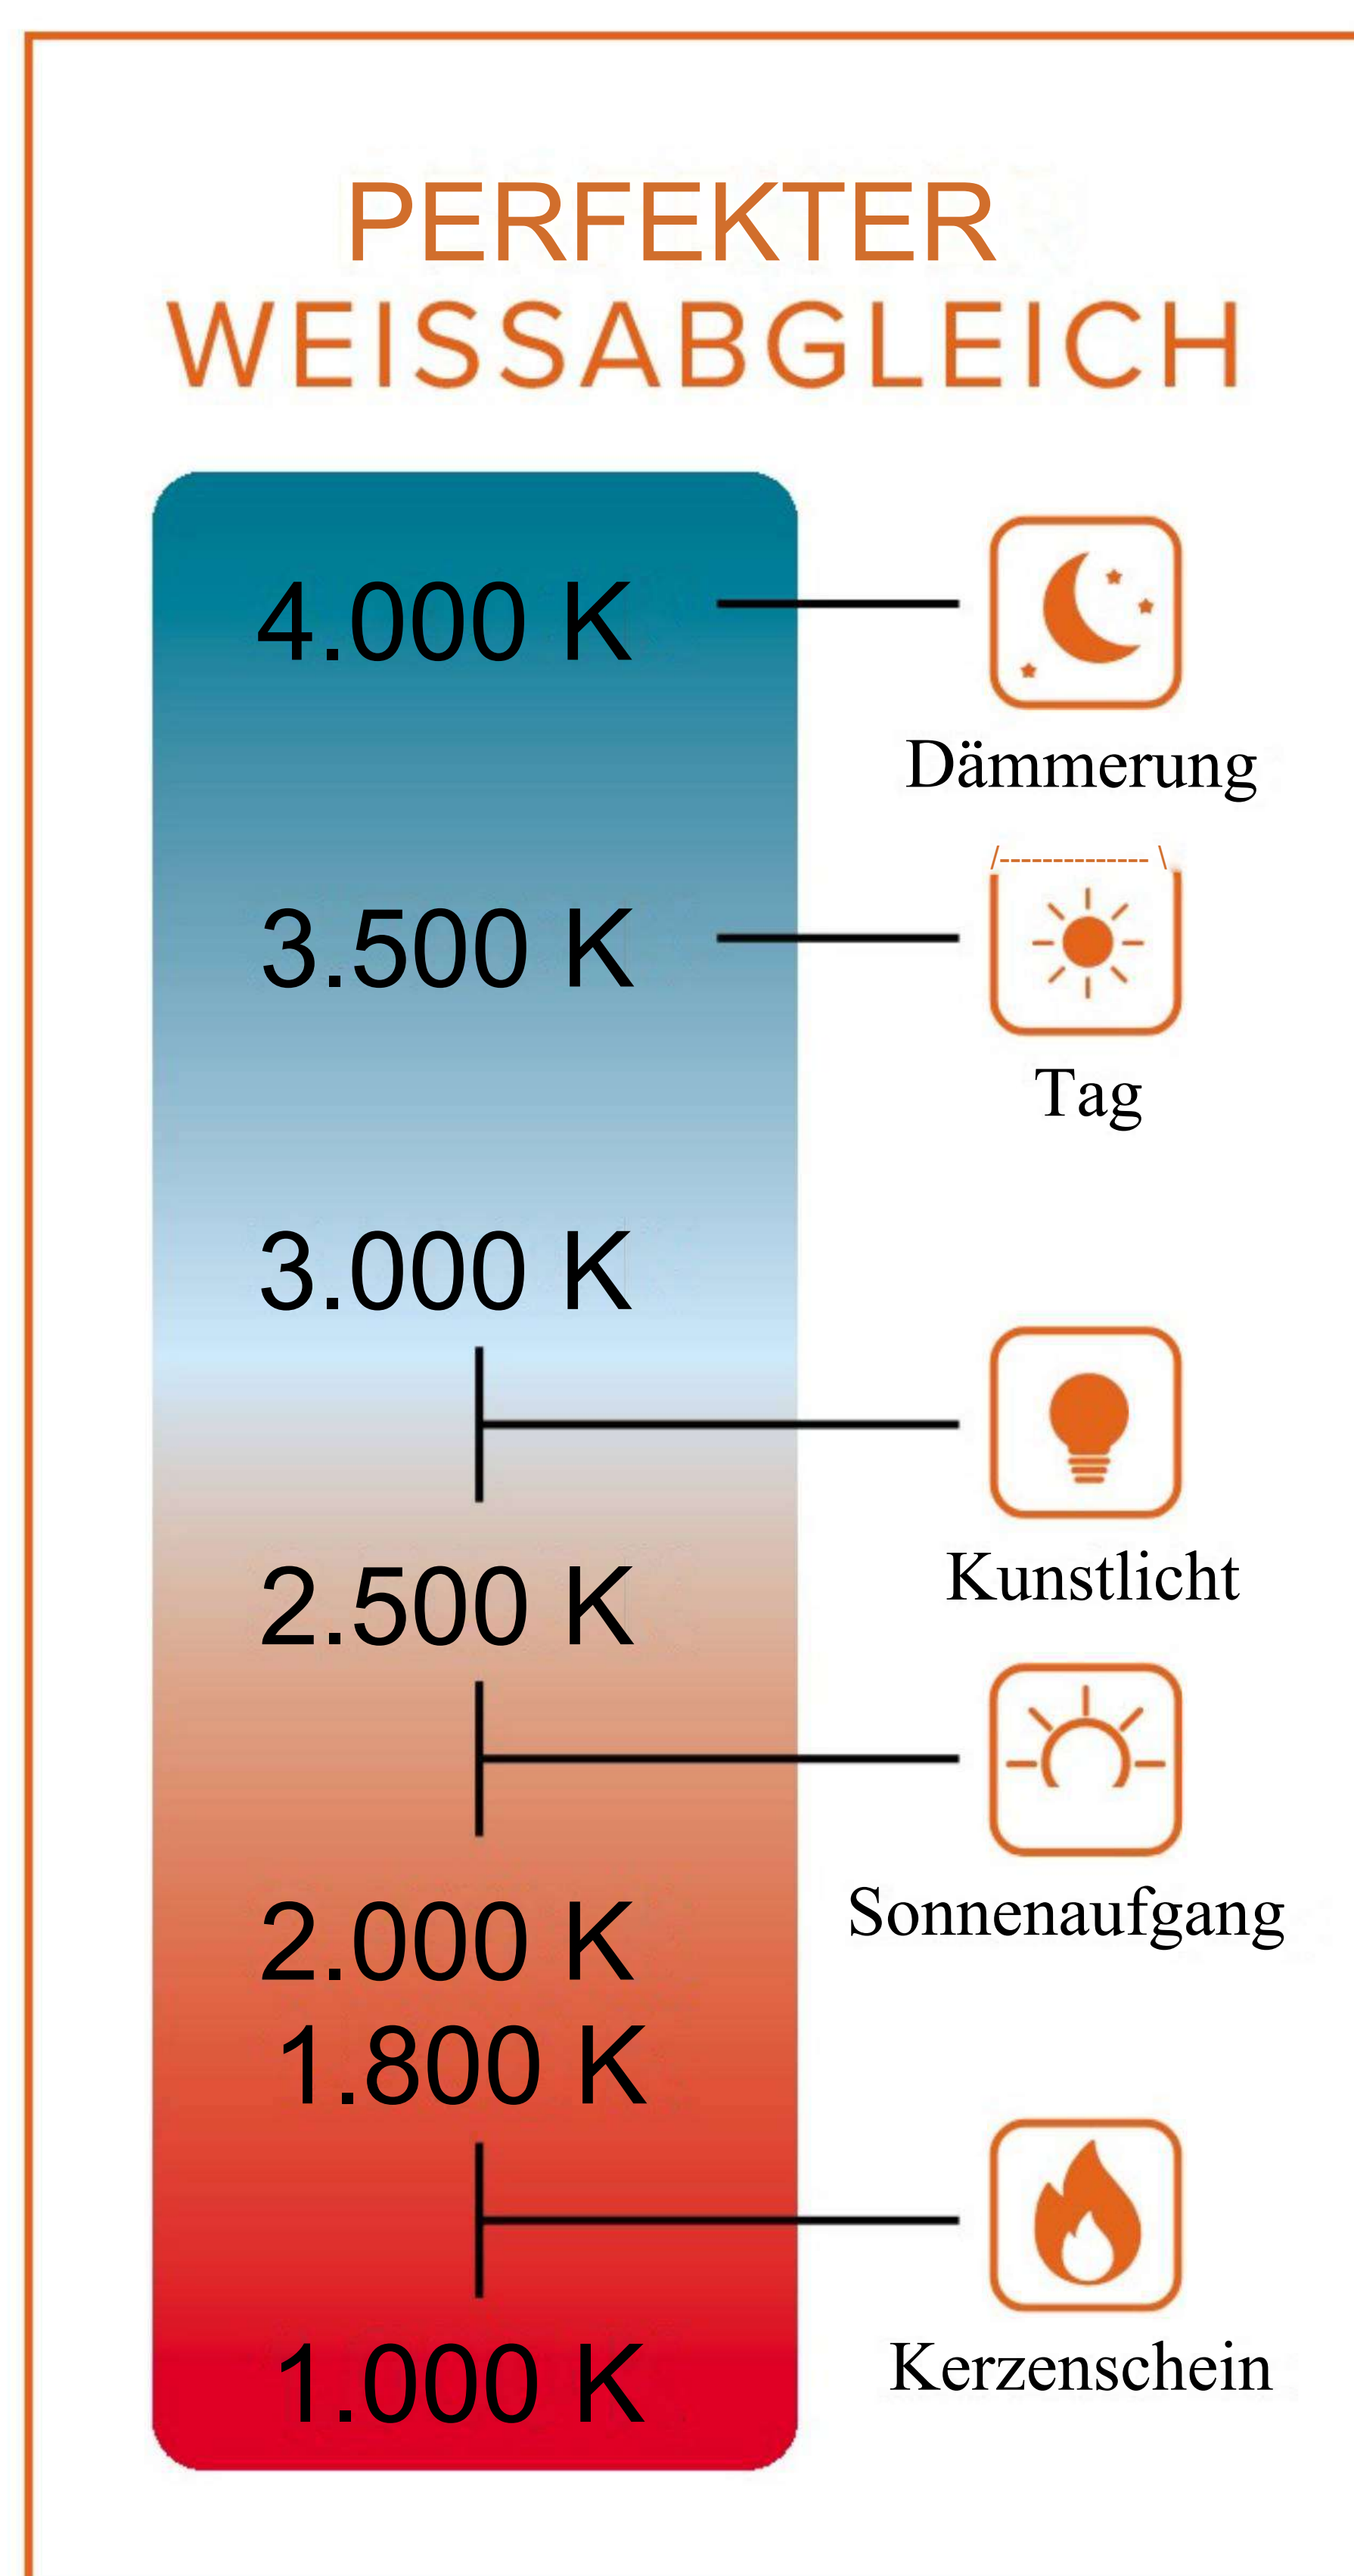 PERFEKTER
WEISSABGLEICH
4.000 K
Dämmerung
3.500 K
Tag
3.000 K
Kunstlicht
2.500 K
Sonnenaufgang
2.000 K
1.800 K
Kerzenschein
1.000 K